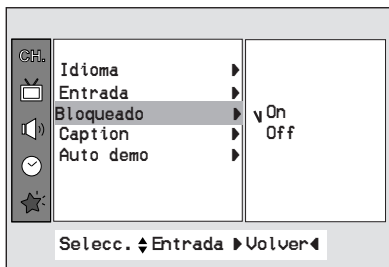 CH.
Idioma
Entrada
Bloqueado
Caption
Auto demo
On
Off
Selecc. Entrada Volver